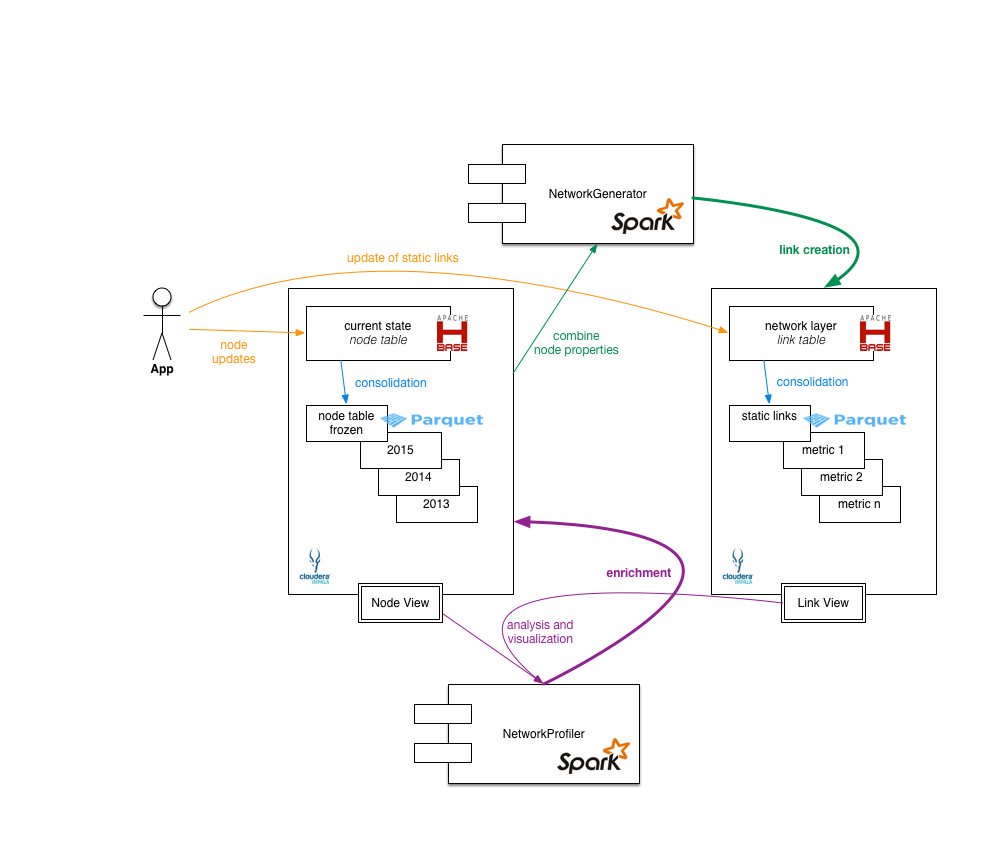 NetworkGenerator
Spark
link creation
update of static links
App
node
updates
current state
node table
APACHE
H
BASE
combine
node properties
network layer
link table
APACHE
H
BASE
consolidation
consolidation
node table
frozen
Parquet
2015
2014
2013
static links
Parquet
metric 1
metric 2
metric n
cloudera
IMPALA
cloudera
IMPALA
enrichment
Node View
Link View
analysis and
visualization
NetworkProfiler
Spark